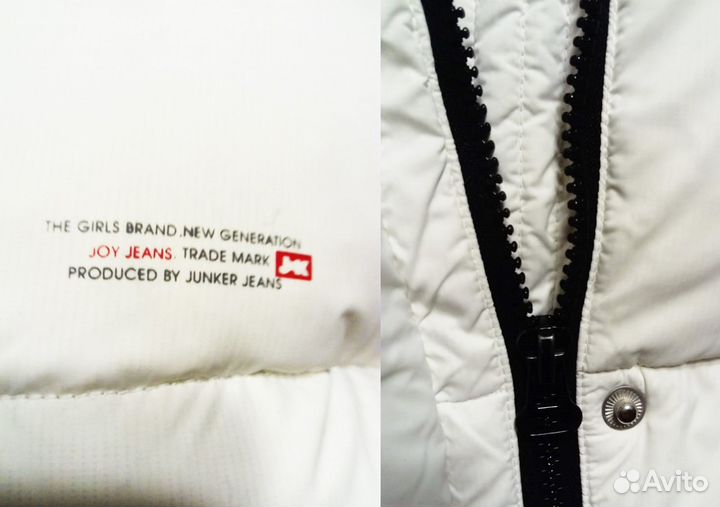 THE GIRLS BRAND.NEW GENERATION
JOY JEANS. TRADE MARK
PRODUCED BY JUNKER JEANS
Avito